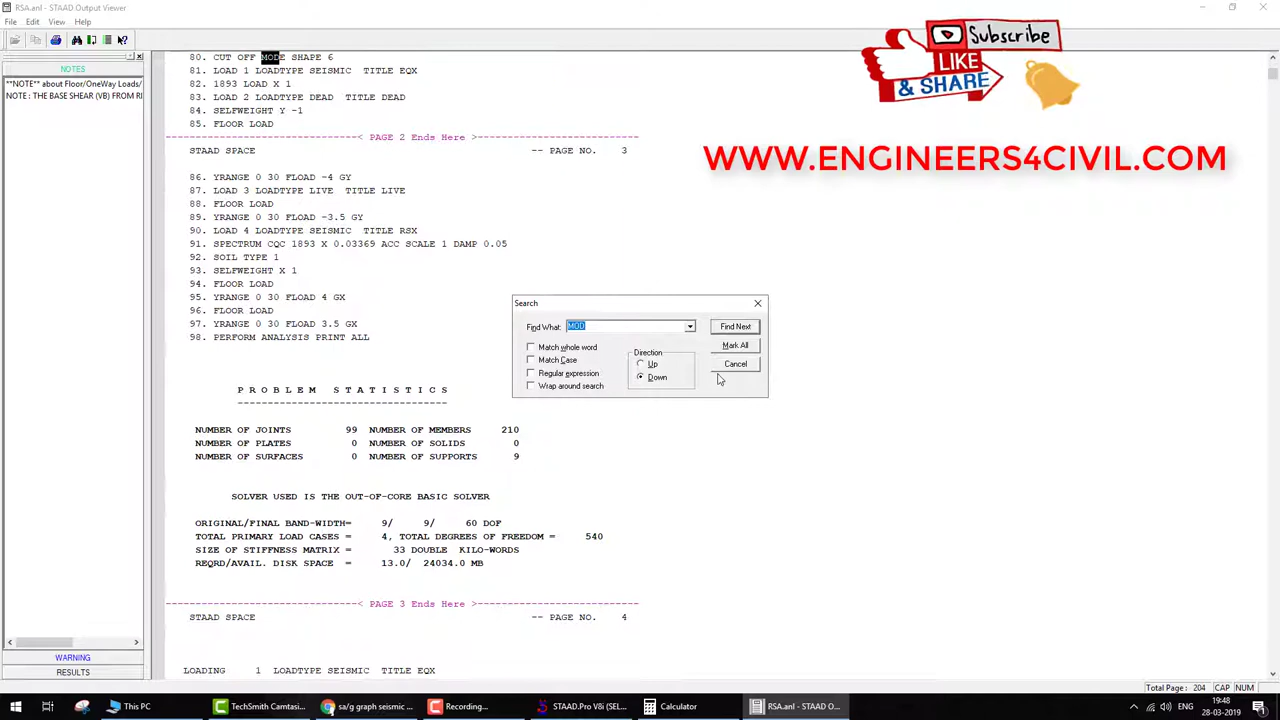 RSA.anl - STAAD Output Viewer
File Edit View Help
NOTES
**NOTE** about Floor/OneWay Loads/
NOTE : THE BASE SHEAR (VB) FROM RE
WARNING
RESULTS
80. CUT OFF MODE SHAPE 6
81. LOAD 1 LOADTYPE SEISMIC TITLE EQX
82. 1893 LOAD X 1
83. LOAD 2 LOADTYPE DEAD TITLE DEAD
84. SELFWEIGHT Y -1
85. FLOOR LOAD
< PAGE 2 Ends Here >
STAAD SPACE -- PAGE NO. 3
86. YRANGE 0 30 FLOAD -4 GY
87. LOAD 3 LOADTYPE LIVE TITLE LIVE
88. FLOOR LOAD
89. YRANGE 0 30 FLOAD -3.5 GY
90. LOAD 4 LOADTYPE SEISMIC TITLE RSX
91. SPECTRUM CQC 1893 X 0.03369 ACC SCALE 1 DAMP 0.05
92. SOIL TYPE 1
93. SELFWEIGHT X 1
94. FLOOR LOAD
95. YRANGE 0 30 FLOAD 4 GX
96. FLOOR LOAD
97. YRANGE 0 30 FLOAD 3.5 GX
98. PERFORM ANALYSIS PRINT ALL
P R O B L E M S T A T I S T I C S
NUMBER OF JOINTS 99 NUMBER OF MEMBERS 210
NUMBER OF PLATES 0 NUMBER OF SOLIDS 0
NUMBER OF SURFACES 0 NUMBER OF SUPPORTS 9
SOLVER USED IS THE OUT-OF-CORE BASIC SOLVER
ORIGINAL/FINAL BAND-WIDTH= 9/ 9/ 60 DOF
TOTAL PRIMARY LOAD CASES = 4, TOTAL DEGREES OF FREEDOM = 540
SIZE OF STIFFNESS MATRIX = 33 DOUBLE KILO-WORDS
REQRD/AVAIL. DISK SPACE = 13.0/ 24034.0 MB
< PAGE 3 Ends Here >
STAAD SPACE -- PAGE NO. 4
LOADING 1 LOADTYPE SEISMIC TITLE EQX
Search
Find What: MOD
Find Next
Match whole word
Match Case
Regular expression
Wrap around search
Direction
Up
Down
Mark All
Cancel
Subscribe
LIKE
& SHARE
WWW.ENGINEERS4CIVIL.COM
Total Page : 204 CAP NUM
This PC
TechSmith Camtasi...
sa/g graph seismic ...
Recording...
STAAD.Pro V8i (SEL...
Calculator
RSA.anl - STAAD O...
19:48
28-03-2019